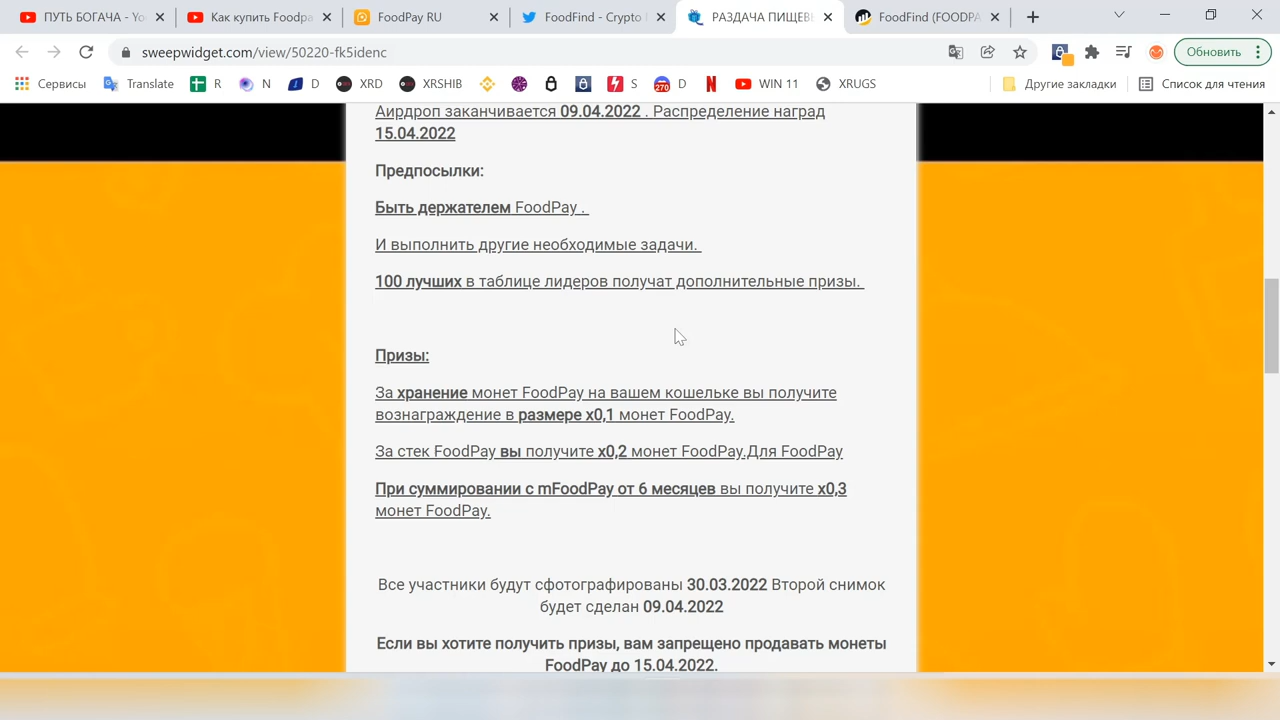 ПУТЬ БОГАЧА - Yo
Как купить Foodpa
FoodPay RU
FoodFind - Crypto
РАЗДАЧА ПИЩЕВ
FoodFind (FOODPA
sweepwidget.com/view/50220-fk5idenc
Обновить
Сервисы
Translate
R
N
D
XRD
XRSHIB
S
270
D
WIN 11
XRUGS
Другие закладки
Список для чтения
Аирдроп заканчивается 09.04.2022 . Распределение наград
15.04.2022
Предпосылки:
Быть держателем FoodPay .
И выполнить другие необходимые задачи.
100 лучших в таблице лидеров получат дополнительные призы.
Призы:
За хранение монет FoodPay на вашем кошельке вы получите
вознаграждение в размере x0,1 монет FoodPay.
За стек FoodPay вы получите x0,2 монет FoodPay.Для FoodPay
При суммировании с mFoodPay от 6 месяцев вы получите x0,3
монет FoodPay.
Все участники будут сфотографированы 30.03.2022 Второй снимок
будет сделан 09.04.2022
Если вы хотите получить призы, вам запрещено продавать монеты
FoodPay до 15.04.2022.